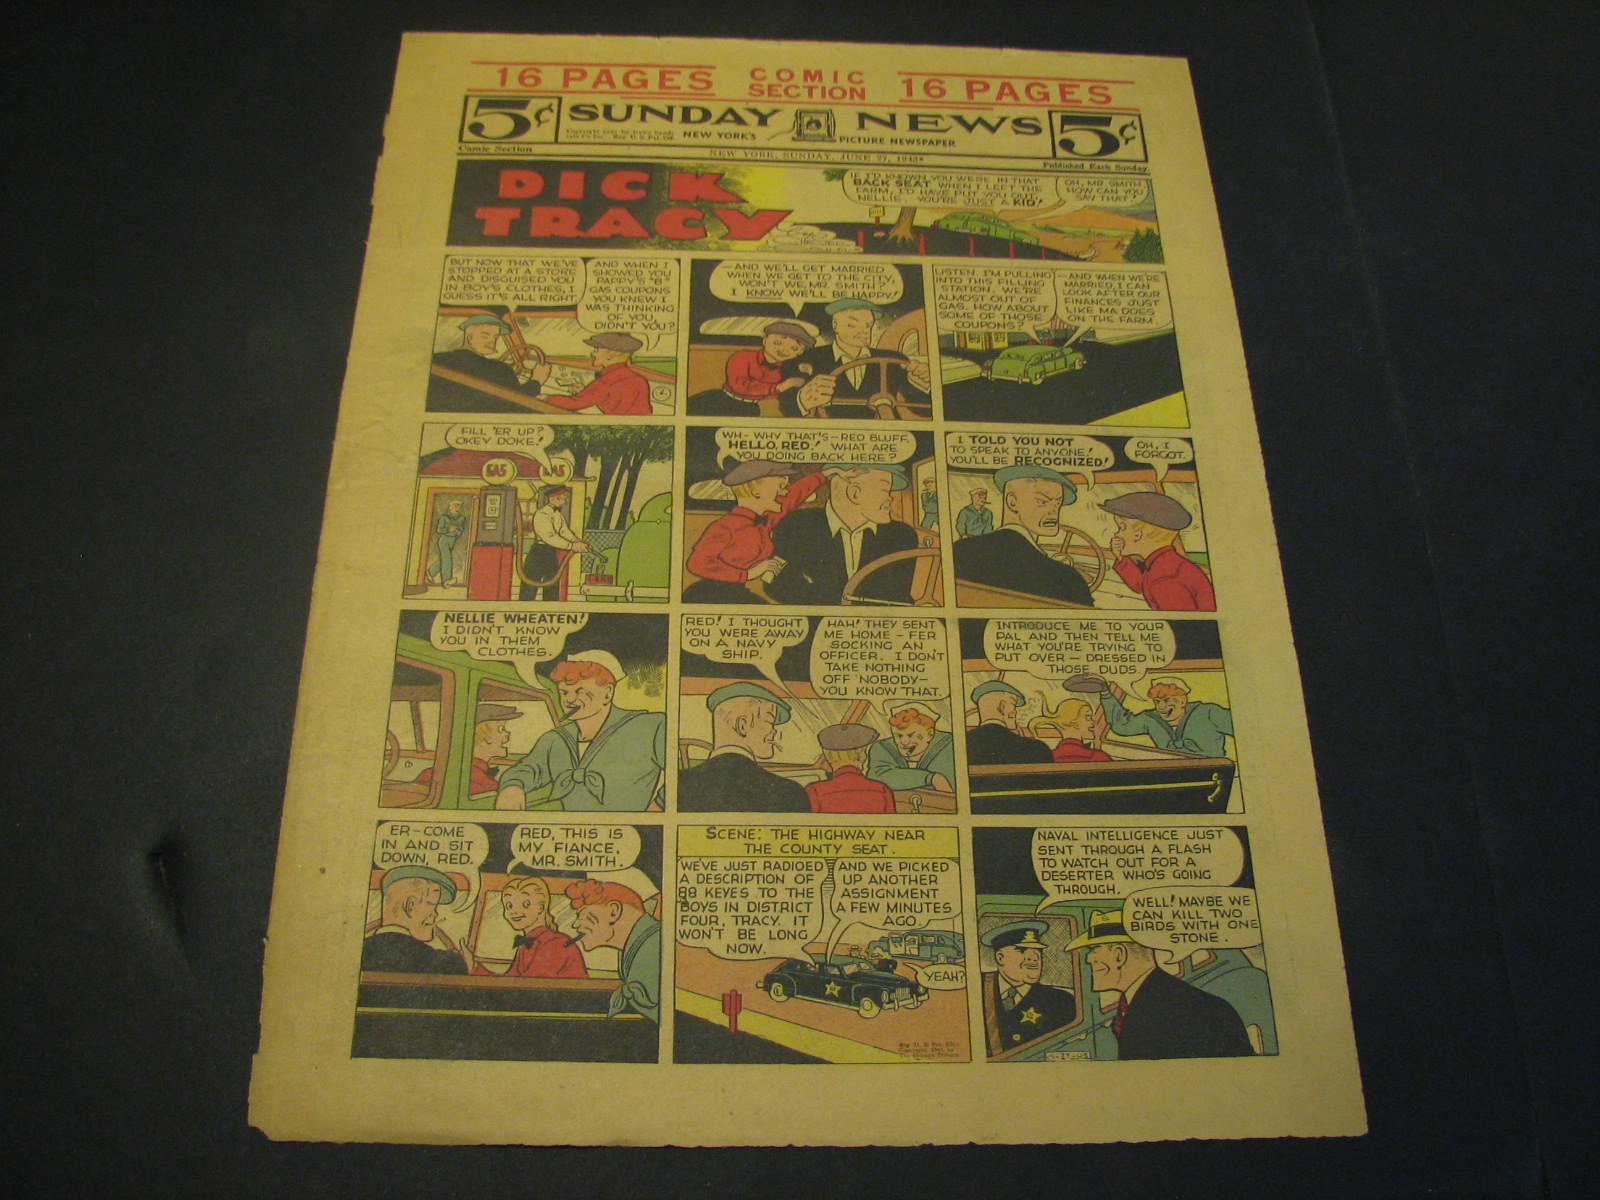 16 PAGES COMIC SECTION 16 PAGES
5¢ SUNDAY NEWS 5¢
NEW YORK'S PICTURE NEWSPAPER
Comic Section
NEW YORK, SUNDAY, JUNE 27, 1943
Published Each Sunday
DICK
TRACY
IF I'D KNOWN YOU WERE IN THAT
BACK SEAT WHEN I LEFT THE
FARM, I'D HAVE PUT YOU OUT,
NELLIE. YOU'RE JUST A KID!
OH, MR. SMITH,
HOW CAN YOU
SAY THAT?
BUT NOW THAT WE'VE
STOPPED AT A STORE
AND DISGUISED YOU
IN BOY'S CLOTHES, I
GUESS IT'S ALL RIGHT.
AND WHEN I
SHOWED YOU
PAPPY'S "B"
GAS COUPONS
YOU KNEW I
WAS THINKING
OF YOU,
DIDN'T YOU?
—AND WE'LL GET MARRIED
WHEN WE GET TO THE CITY,
WON'T WE, MR. SMITH?
I KNOW WE'LL BE HAPPY!
LISTEN. I'M PULLING
INTO THIS FILLING
STATION. WE'RE
ALMOST OUT OF
GAS. HOW ABOUT
SOME OF THOSE
COUPONS?
—AND WHEN WE'RE
MARRIED, I CAN
LOOK AFTER OUR
FINANCES JUST
LIKE MA DOES
ON THE FARM.
FILL 'ER UP?
OKEY DOKE!
GAS
GAS
WH- WHY THAT'S - RED BLUFF.
HELLO, RED! WHAT ARE
YOU DOING BACK HERE?
I TOLD YOU NOT
TO SPEAK TO ANYONE!
YOU'LL BE RECOGNIZED!
OH, I
FORGOT.
NELLIE WHEATEN!
I DIDN'T KNOW
YOU IN THEM
CLOTHES.
RED! I THOUGHT
YOU WERE AWAY
ON A NAVY
SHIP.
HAH! THEY SENT
ME HOME - FER
SOCKING AN
OFFICER. I DON'T
TAKE NOTHING
OFF NOBODY—
YOU KNOW THAT.
INTRODUCE ME TO YOUR
PAL AND THEN TELL ME
WHAT YOU'RE TRYING TO
PUT OVER — DRESSED IN
THOSE DUDS.
ER - COME
IN AND SIT
DOWN, RED.
RED, THIS IS
MY FIANCE,
MR. SMITH.
SCENE: THE HIGHWAY NEAR
THE COUNTY SEAT.
WE'VE JUST RADIOED
A DESCRIPTION OF
88 KEYES TO THE
BOYS IN DISTRICT
FOUR, TRACY. IT
WON'T BE LONG
NOW.
AND WE PICKED
UP ANOTHER
ASSIGNMENT
A FEW MINUTES
AGO.
YEAH?
NAVAL INTELLIGENCE JUST
SENT THROUGH A FLASH
TO WATCH OUT FOR A
DESERTER WHO'S GOING
THROUGH.
WELL! MAYBE WE
CAN KILL TWO
BIRDS WITH ONE
STONE.